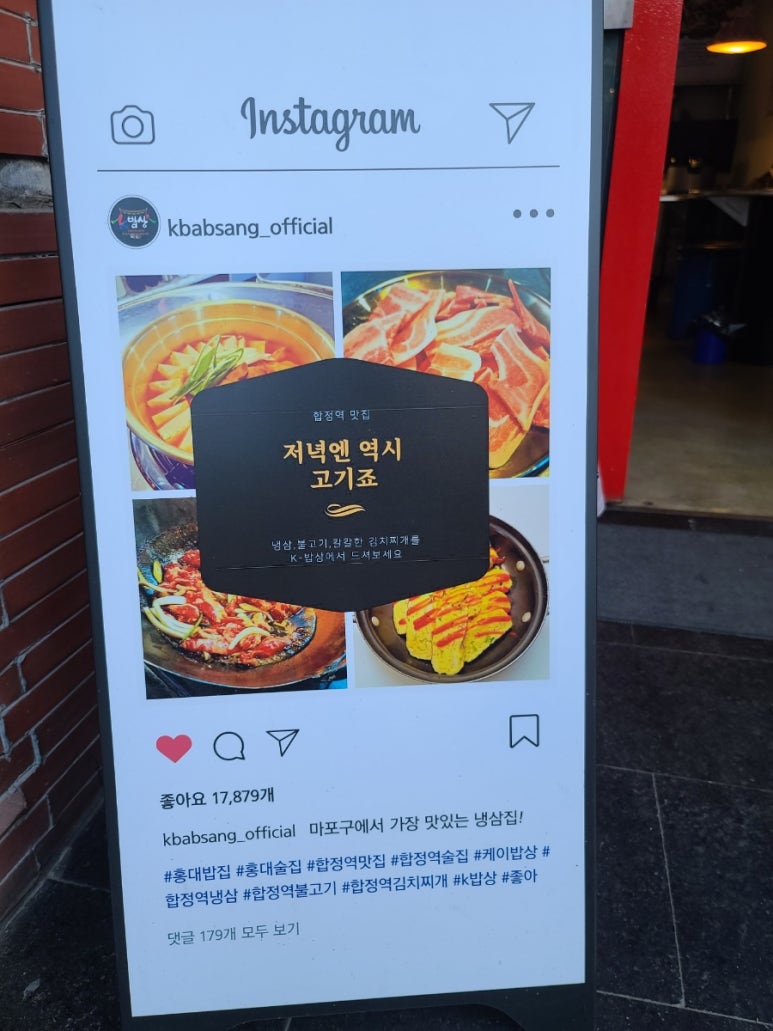 Instagram
밥상
kbabsang_official
합정역 맛집
저녁엔 역시
고기죠
냉삼,불고기,칼칼한 김치찌개를
K-밥상에서 드셔보세요
좋아요 17,879개
kbabsang_official 마포구에서 가장 맛있는 냉삼집!
#홍대밥집 #홍대술집 #합정역맛집 #합정역술집 #케이밥상 #
합정역냉삼 #합정역불고기 #합정역김치찌개 #k밥상 #좋아
댓글 179개 모두 보기